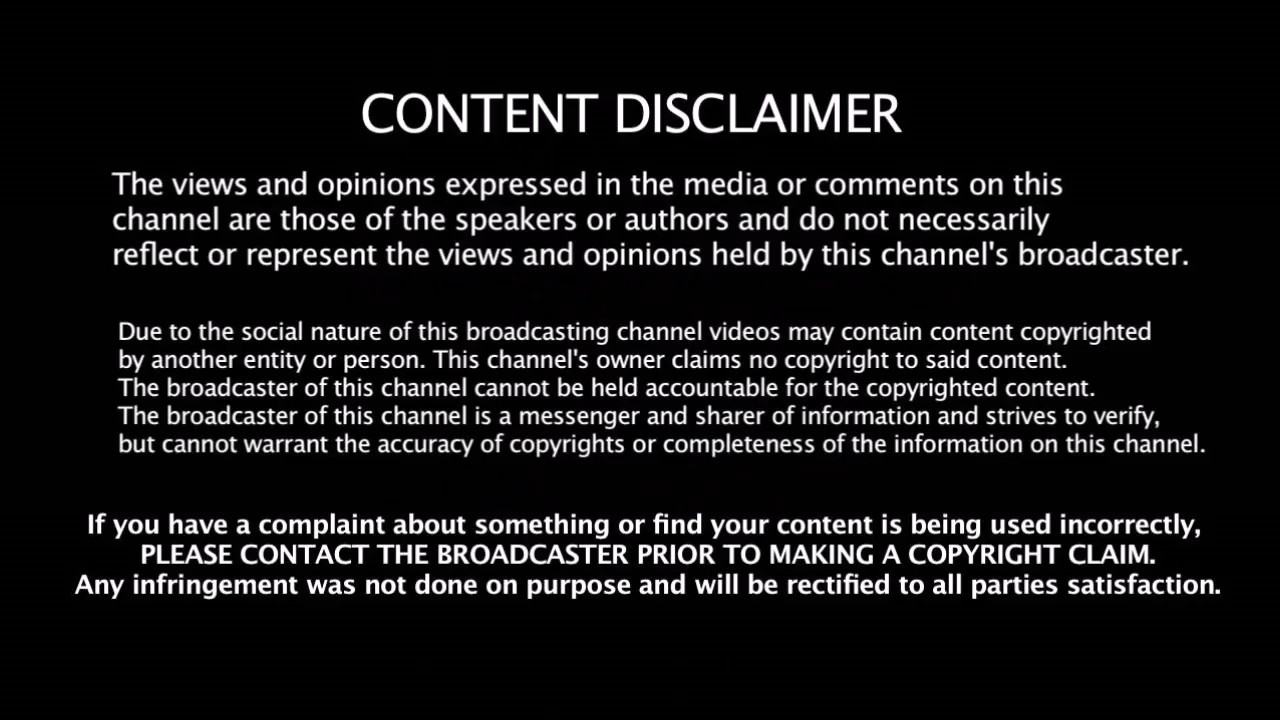 CONTENT DISCLAIMER
The views and opinions expressed in the media or comments on this
channel are those of the speakers or authors and do not necessarily
reflect or represent the views and opinions held by this channel's broadcaster.
Due to the social nature of this broadcasting channel videos may contain content copyrighted
by another entity or person. This channel's owner claims no copyright to said content.
The broadcaster of this channel cannot be held accountable for the copyrighted content.
The broadcaster of this channel is a messenger and sharer of information and strives to verify,
but cannot warrant the accuracy of copyrights or completeness of the information on this channel.
If you have a complaint about something or find your content is being used incorrectly,
PLEASE CONTACT THE BROADCASTER PRIOR TO MAKING A COPYRIGHT CLAIM.
Any infringement was not done on purpose and will be rectified to all parties satisfaction.